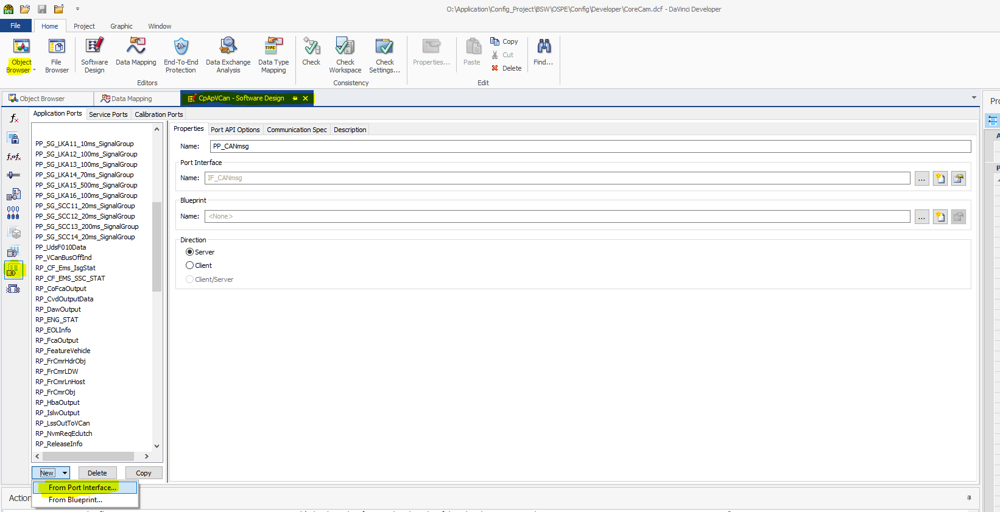 O:\Application\Config_Project\BSW\OSPE\Config\Developer\CoreCam.dcf - DaVinci Developer
File
Home
Project
Graphic
Window
Object Browser
File Browser
Software Design
Data Mapping
End-To-End Protection
Data Exchange Analysis
Data Type Mapping
Editors
Check
Check Workspace
Check Settings...
Consistency
Properties...
Paste
Copy
Cut
Delete
Edit
Find...
Object Browser
Data Mapping
CpApVCan - Software Design
Application Ports
Service Ports
Calibration Ports
PP_SG_LKA11_10ms_SignalGroup
PP_SG_LKA12_100ms_SignalGroup
PP_SG_LKA13_100ms_SignalGroup
PP_SG_LKA14_70ms_SignalGroup
PP_SG_LKA15_500ms_SignalGroup
PP_SG_LKA16_100ms_SignalGroup
PP_SG_SCC11_20ms_SignalGroup
PP_SG_SCC12_20ms_SignalGroup
PP_SG_SCC13_200ms_SignalGroup
PP_SG_SCC14_20ms_SignalGroup
PP_UdsF010Data
PP_VCanBusOffInd
RP_CF_Ems_IsgStat
RP_CF_EMS_SSC_STAT
RP_CoFcaOutput
RP_CvdOutputData
RP_DawOutput
RP_ENG_STAT
RP_EOLInfo
RP_FcaOutput
RP_FeatureVehicle
RP_FrCmrHdrObj
RP_FrCmrLDW
RP_FrCmrLnHost
RP_FrCmrObj
RP_HbaOutput
RP_IslwOutput
RP_LssOutToVCan
RP_NvmReqEclutch
RP_ReleaseInfo
New
Delete
Copy
From Port Interface...
From Blueprint...
Properties
Port API Options
Communication Spec
Description
Name: PP_CANmsg
Port Interface
Name: IF_CANmsg
...
Blueprint
Name: <None>
...
Direction
Server
Client
Client/Server
Action